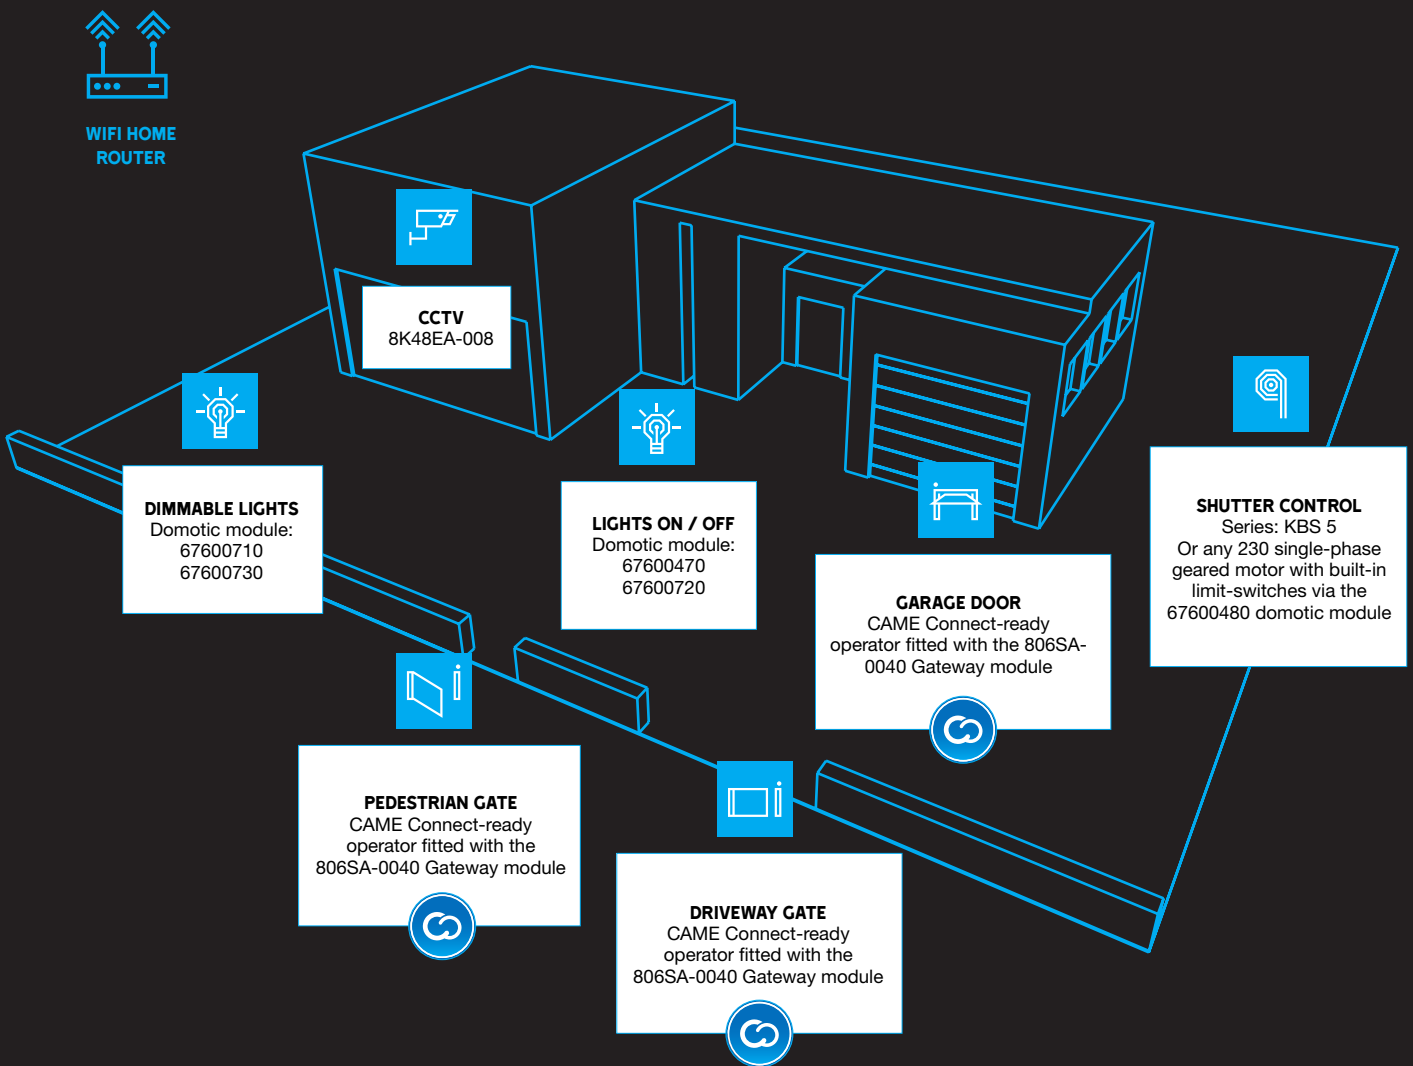 WIFI HOME
ROUTER
CCTV
8K48EA-008
DIMMABLE LIGHTS
Domotic module:
67600710
67600730
LIGHTS ON / OFF
Domotic module:
67600470
67600720
GARAGE DOOR
CAME Connect-ready
operator fitted with the 806SA-
0040 Gateway module
SHUTTER CONTROL
Series: KBS 5
Or any 230 single-phase
geared motor with built-in
limit-switches via the
67600480 domotic module
PEDESTRIAN GATE
CAME Connect-ready
operator fitted with the
806SA-0040 Gateway module
DRIVEWAY GATE
CAME Connect-ready
operator fitted with the
806SA-0040 Gateway module